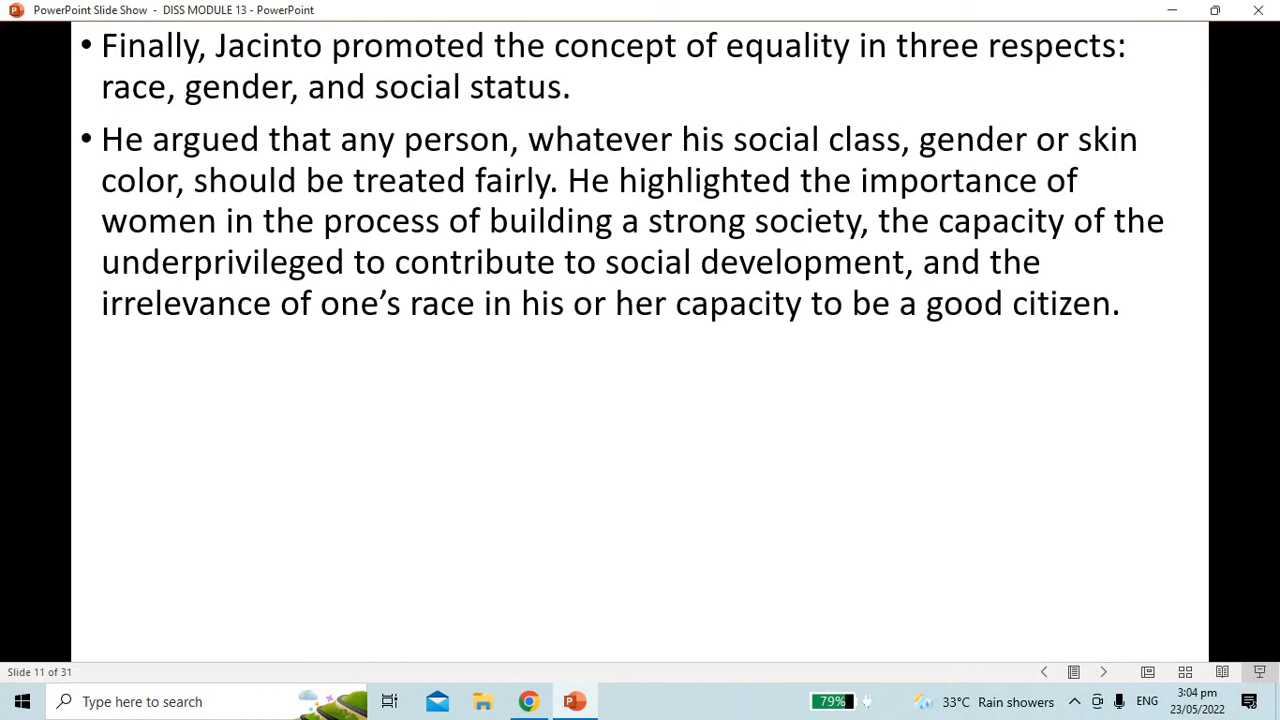 PowerPoint Slide Show - DISS MODULE 13 - PowerPoint
• Finally, Jacinto promoted the concept of equality in three respects:
race, gender, and social status.
• He argued that any person, whatever his social class, gender or skin
color, should be treated fairly. He highlighted the importance of
women in the process of building a strong society, the capacity of the
underprivileged to contribute to social development, and the
irrelevance of one’s race in his or her capacity to be a good citizen.
Slide 11 of 31
Type here to search
79%
33°C Rain showers
ENG
3:04 pm
23/05/2022